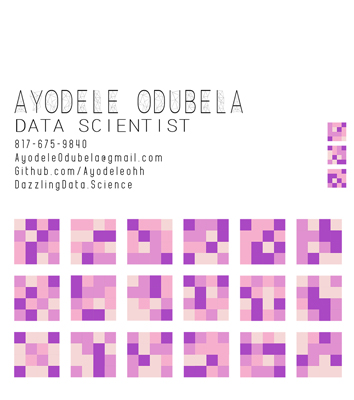 AYODELE ODUBELA
DATA SCIENTIST
817-675-9840
AyodeleOdubela@gmail.com
Github.com/Ayodeleohh
DazzlingData.Science